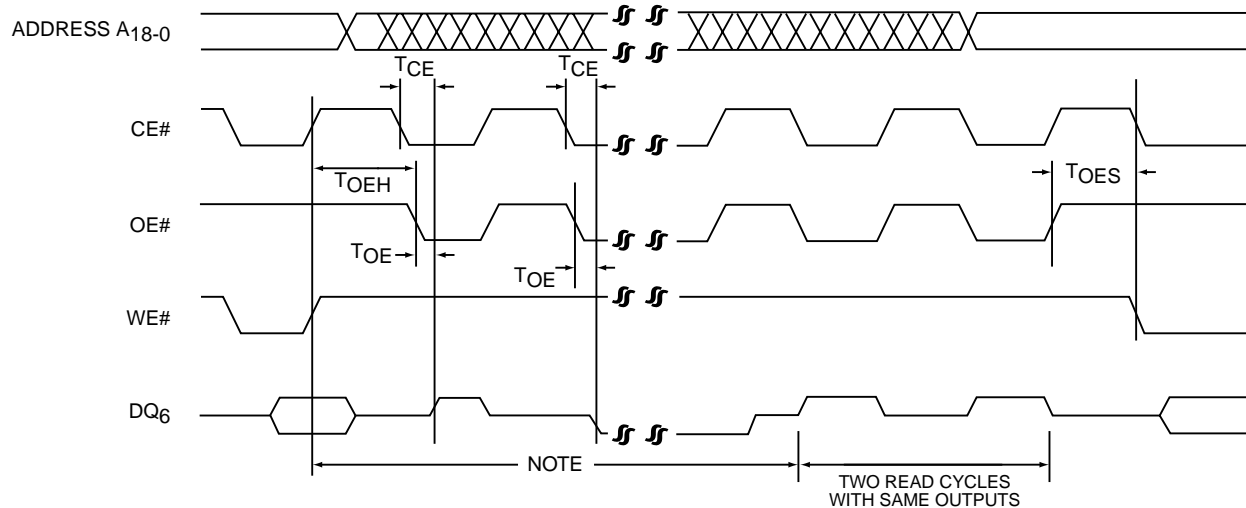 ADDRESS A18-0
TCE
TCE
CE#
TOEH
TOES
OE#
TOE
TOE
WE#
DQ6
NOTE
TWO READ CYCLES
WITH SAME OUTPUTS